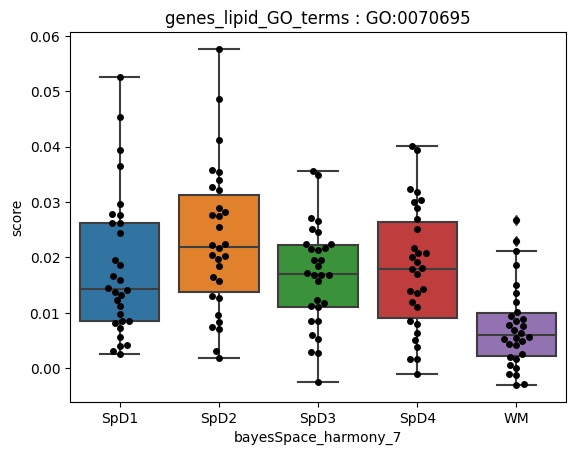 genes_lipid_GO_terms : GO:0070695
0.06
0.05
0.04
0.03
0.02
0.01
0.00
score
SpD1 SpD2 SpD3 SpD4 WM
bayesSpace_harmony_7